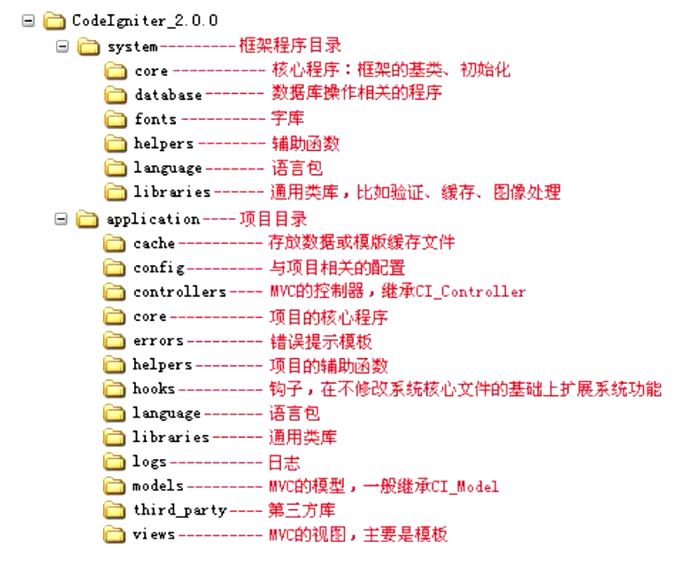 CodeIgniter_2.0.0
system---------框架程序目录
core------------核心程序：框架的基类、初始化
database-------数据库操作相关的程序
fonts----------字库
helpers--------辅助函数
language-------语言包
libraries------通用类库，比如验证、缓存、图像处理
application----项目目录
cache----------存放数据或模版缓存文件
config---------与项目相关的配置
controllers----MVC的控制器，继承CI_Controller
core-----------项目的核心程序
errors---------错误提示模板
helpers--------项目的辅助函数
hooks----------钩子，在不修改系统核心文件的基础上扩展系统功能
language-------语言包
libraries------通用类库
logs-----------日志
models---------MVC的模型，一般继承CI_Model
third_party----第三方库
views----------MVC的视图，主要是模板